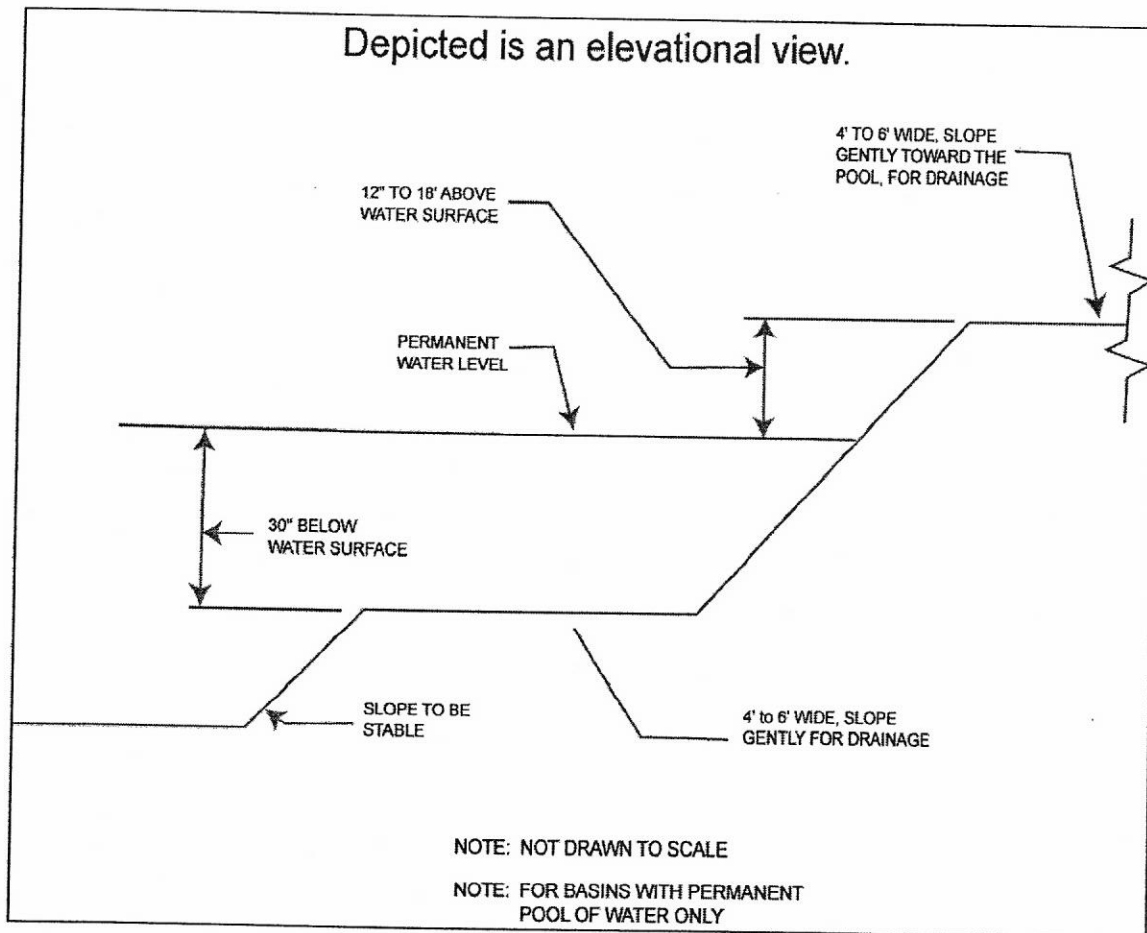 Depicted is an elevational view.
4' TO 6' WIDE, SLOPE
GENTLY TOWARD THE
POOL, FOR DRAINAGE
12" TO 18' ABOVE
WATER SURFACE
PERMANENT
WATER LEVEL
30" BELOW
WATER SURFACE
SLOPE TO BE
STABLE
4' to 6' WIDE, SLOPE
GENTLY FOR DRAINAGE
NOTE: NOT DRAWN TO SCALE
NOTE: FOR BASINS WITH PERMANENT
POOL OF WATER ONLY